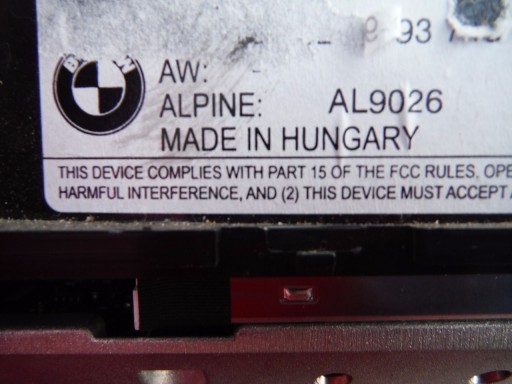 93
AW: -
ALPINE: AL9026
MADE IN HUNGARY
THIS DEVICE COMPLIES WITH PART 15 OF THE FCC RULES,
HARMFUL INTERFERENCE, AND (2) THIS DEVICE MUST ACCEPT